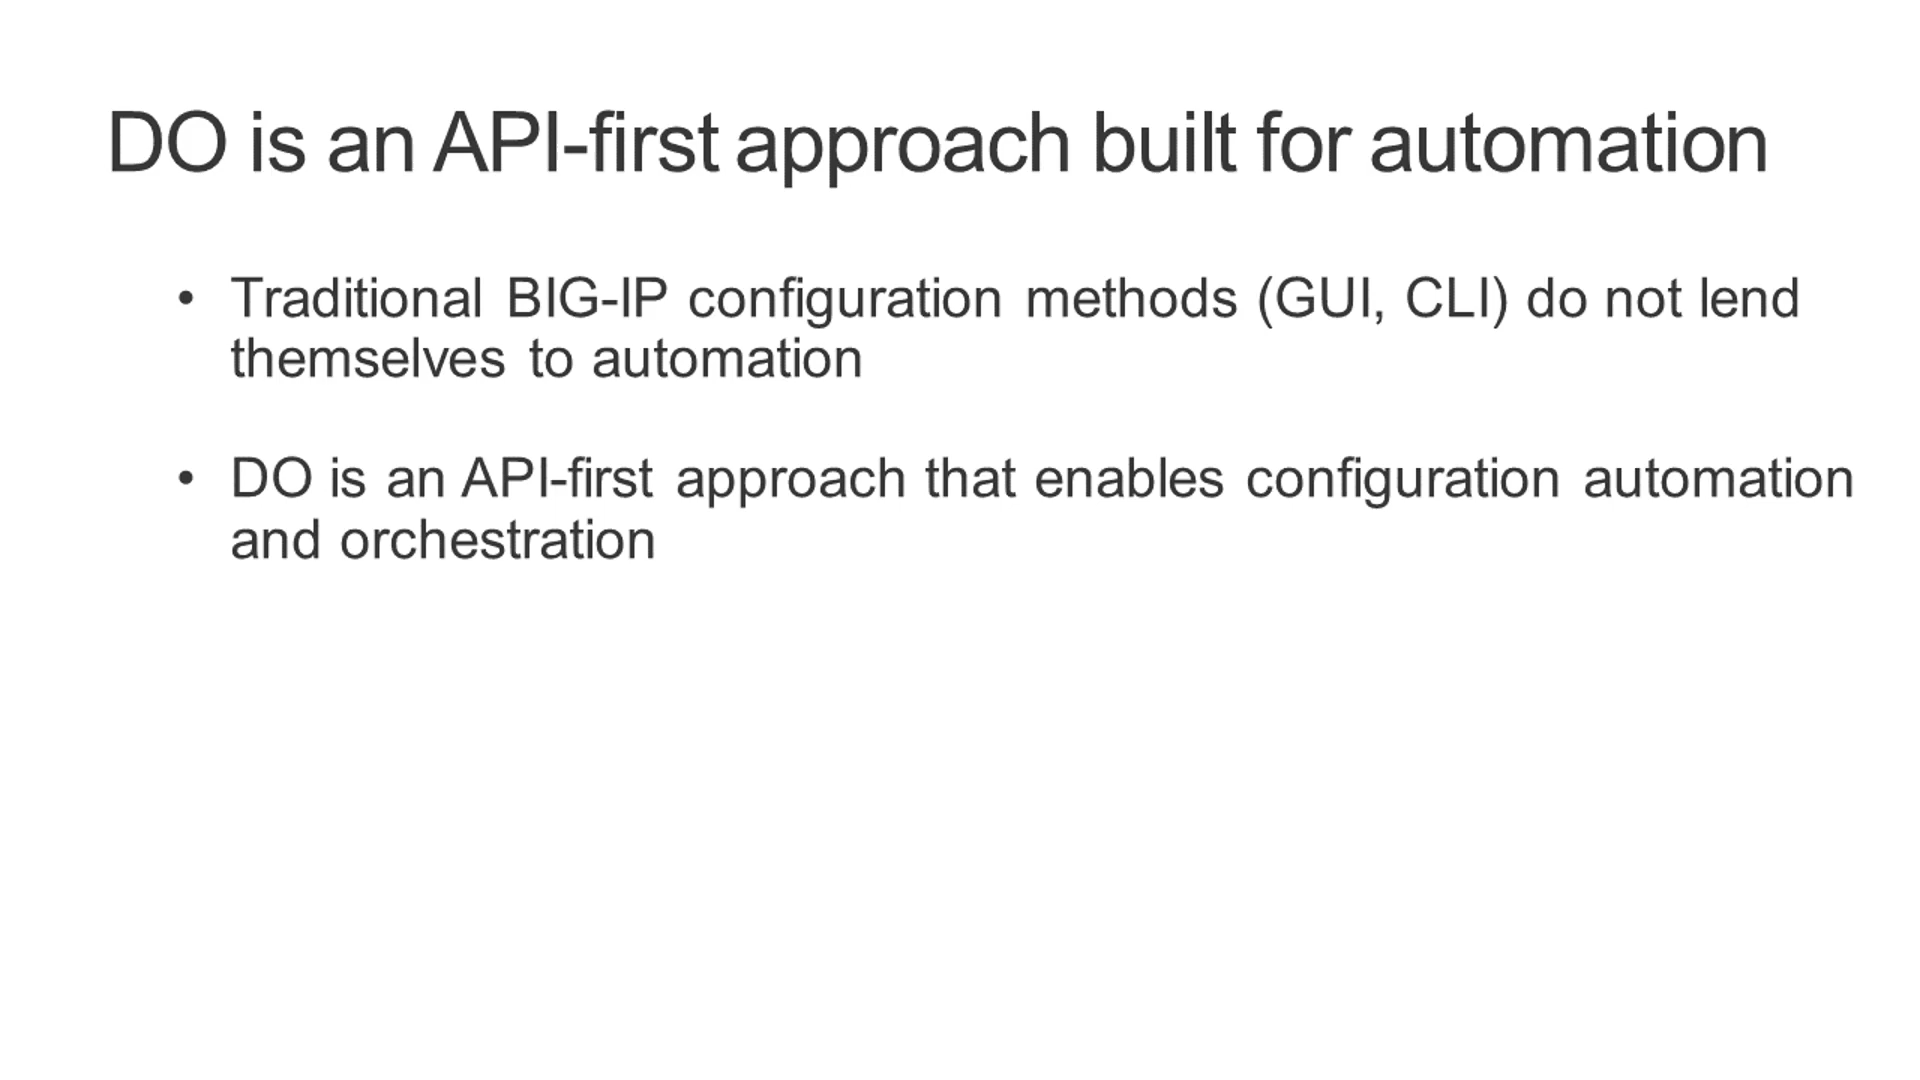 DO is an API-first approach built for automation
• Traditional BIG-IP configuration methods (GUI, CLI) do not lend
themselves to automation
• DO is an API-first approach that enables configuration automation
and orchestration